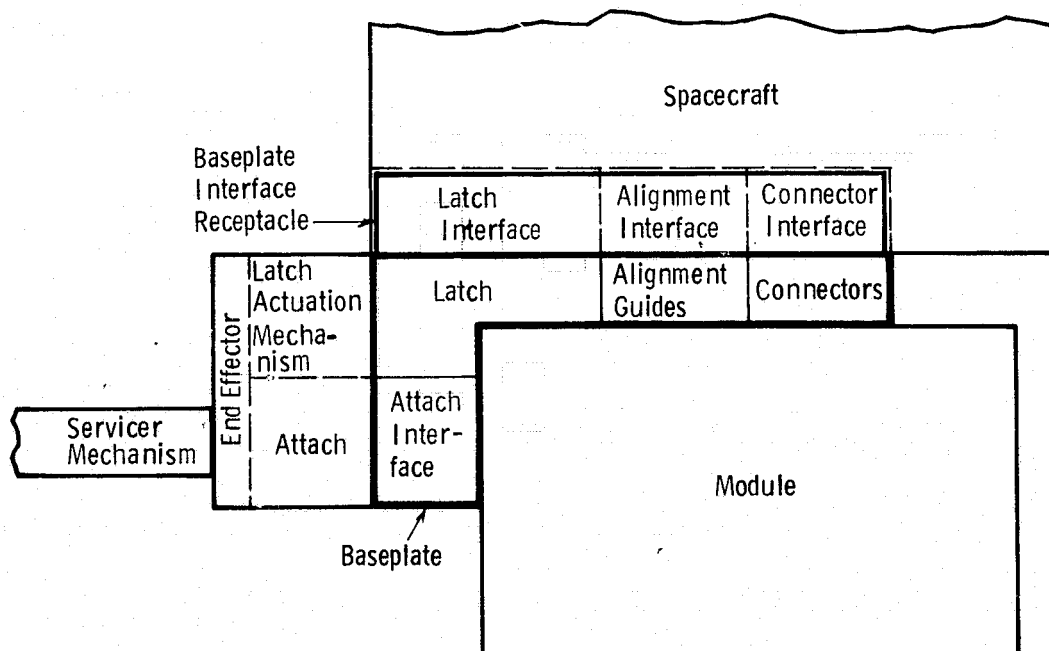 Spacecraft
Baseplate
Interface
Receptacle
Latch
Interface
Alignment
Interface
Connector
Interface
Latch
Actuation
Mecha-
nism
Latch
Alignment
Guides
Connectors
End Effector
Servicer
Mechanism
Attach
Attach
Inter-
face
Module
Baseplate